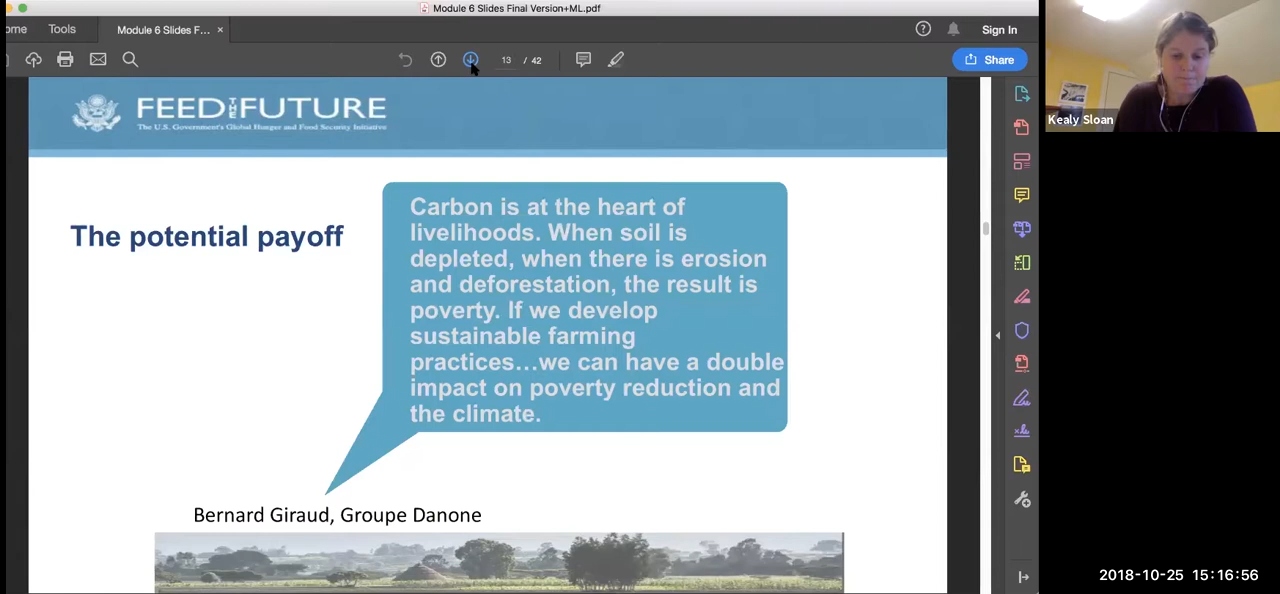 Module 6 Slides Final Version+ML.pdf
ome Tools Module 6 Slides F... × Sign In
13 / 42 Share
FEED THE FUTURE
The U.S. Government's Global Hunger and Food Security Initiative
Kealy Sloan
The potential payoff
Carbon is at the heart of
livelihoods. When soil is
depleted, when there is erosion
and deforestation, the result is
poverty. If we develop
sustainable farming
practices…we can have a double
impact on poverty reduction and
the climate.
Bernard Giraud, Groupe Danone
2018-10-25 15:16:56